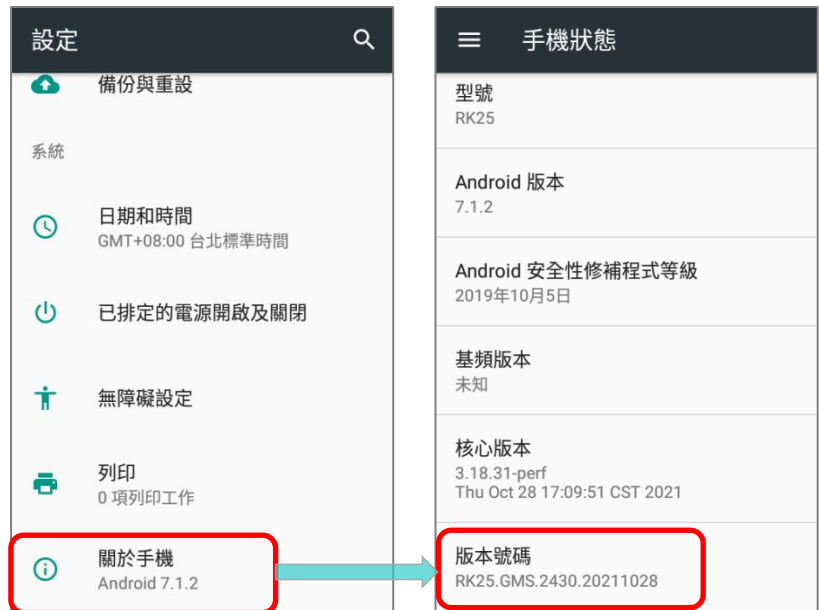 設定
備份與重設
系統
日期和時間
GMT+08:00 台北標準時間
已排定的電源開啟及關閉
無障礙設定
列印
0 項列印工作
關於手機
Android 7.1.2
手機狀態
型號
RK25
Android 版本
7.1.2
Android 安全性修補程式等級
2019年10月5日
基頻版本
未知
核心版本
3.18.31-perf
Thu Oct 28 17:09:51 CST 2021
版本號碼
RK25.GMS.2430.20211028